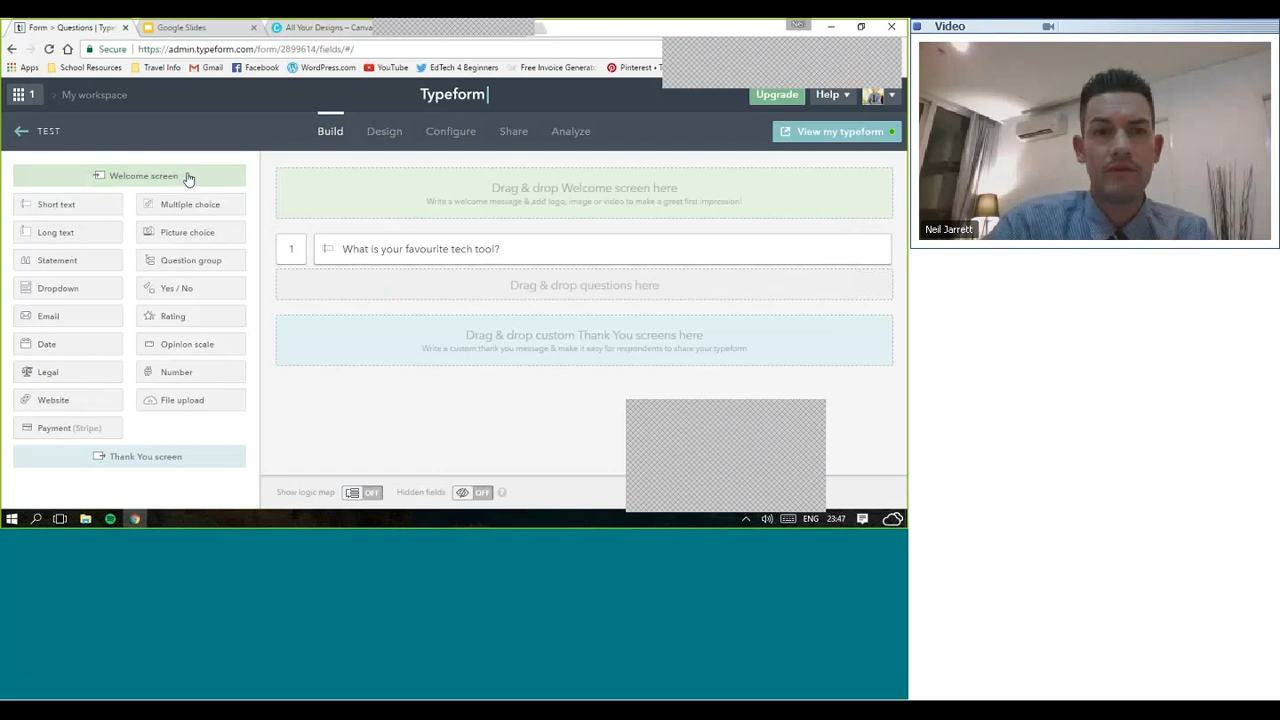 Form > Questions | Type
Google Slides
All Your Designs – Canva
Neil
Video
Secure
https://admin.typeform.com/form/2899614/fields/#/
Apps
School Resources
Travel Info
Gmail
Facebook
WordPress.com
YouTube
EdTech 4 Beginners
Free Invoice Generato
Pinterest •
1
My workspace
Typeform
Upgrade
Help
TEST
Build
Design
Configure
Share
Analyze
View my typeform
Welcome screen
Short text
Multiple choice
Long text
Picture choice
Statement
Question group
Dropdown
Yes / No
Email
Rating
Date
Opinion scale
Legal
Number
Website
File upload
Payment (Stripe)
Thank You screen
Drag & drop Welcome screen here
Write a welcome message & add logo, image or video to make a great first impression!
1
What is your favourite tech tool?
Drag & drop questions here
Drag & drop custom Thank You screens here
Write a custom thank you message & make it easy for respondents to share your typeform
Show logic map
OFF
Hidden fields
OFF
ENG
23:47
Neil Jarrett